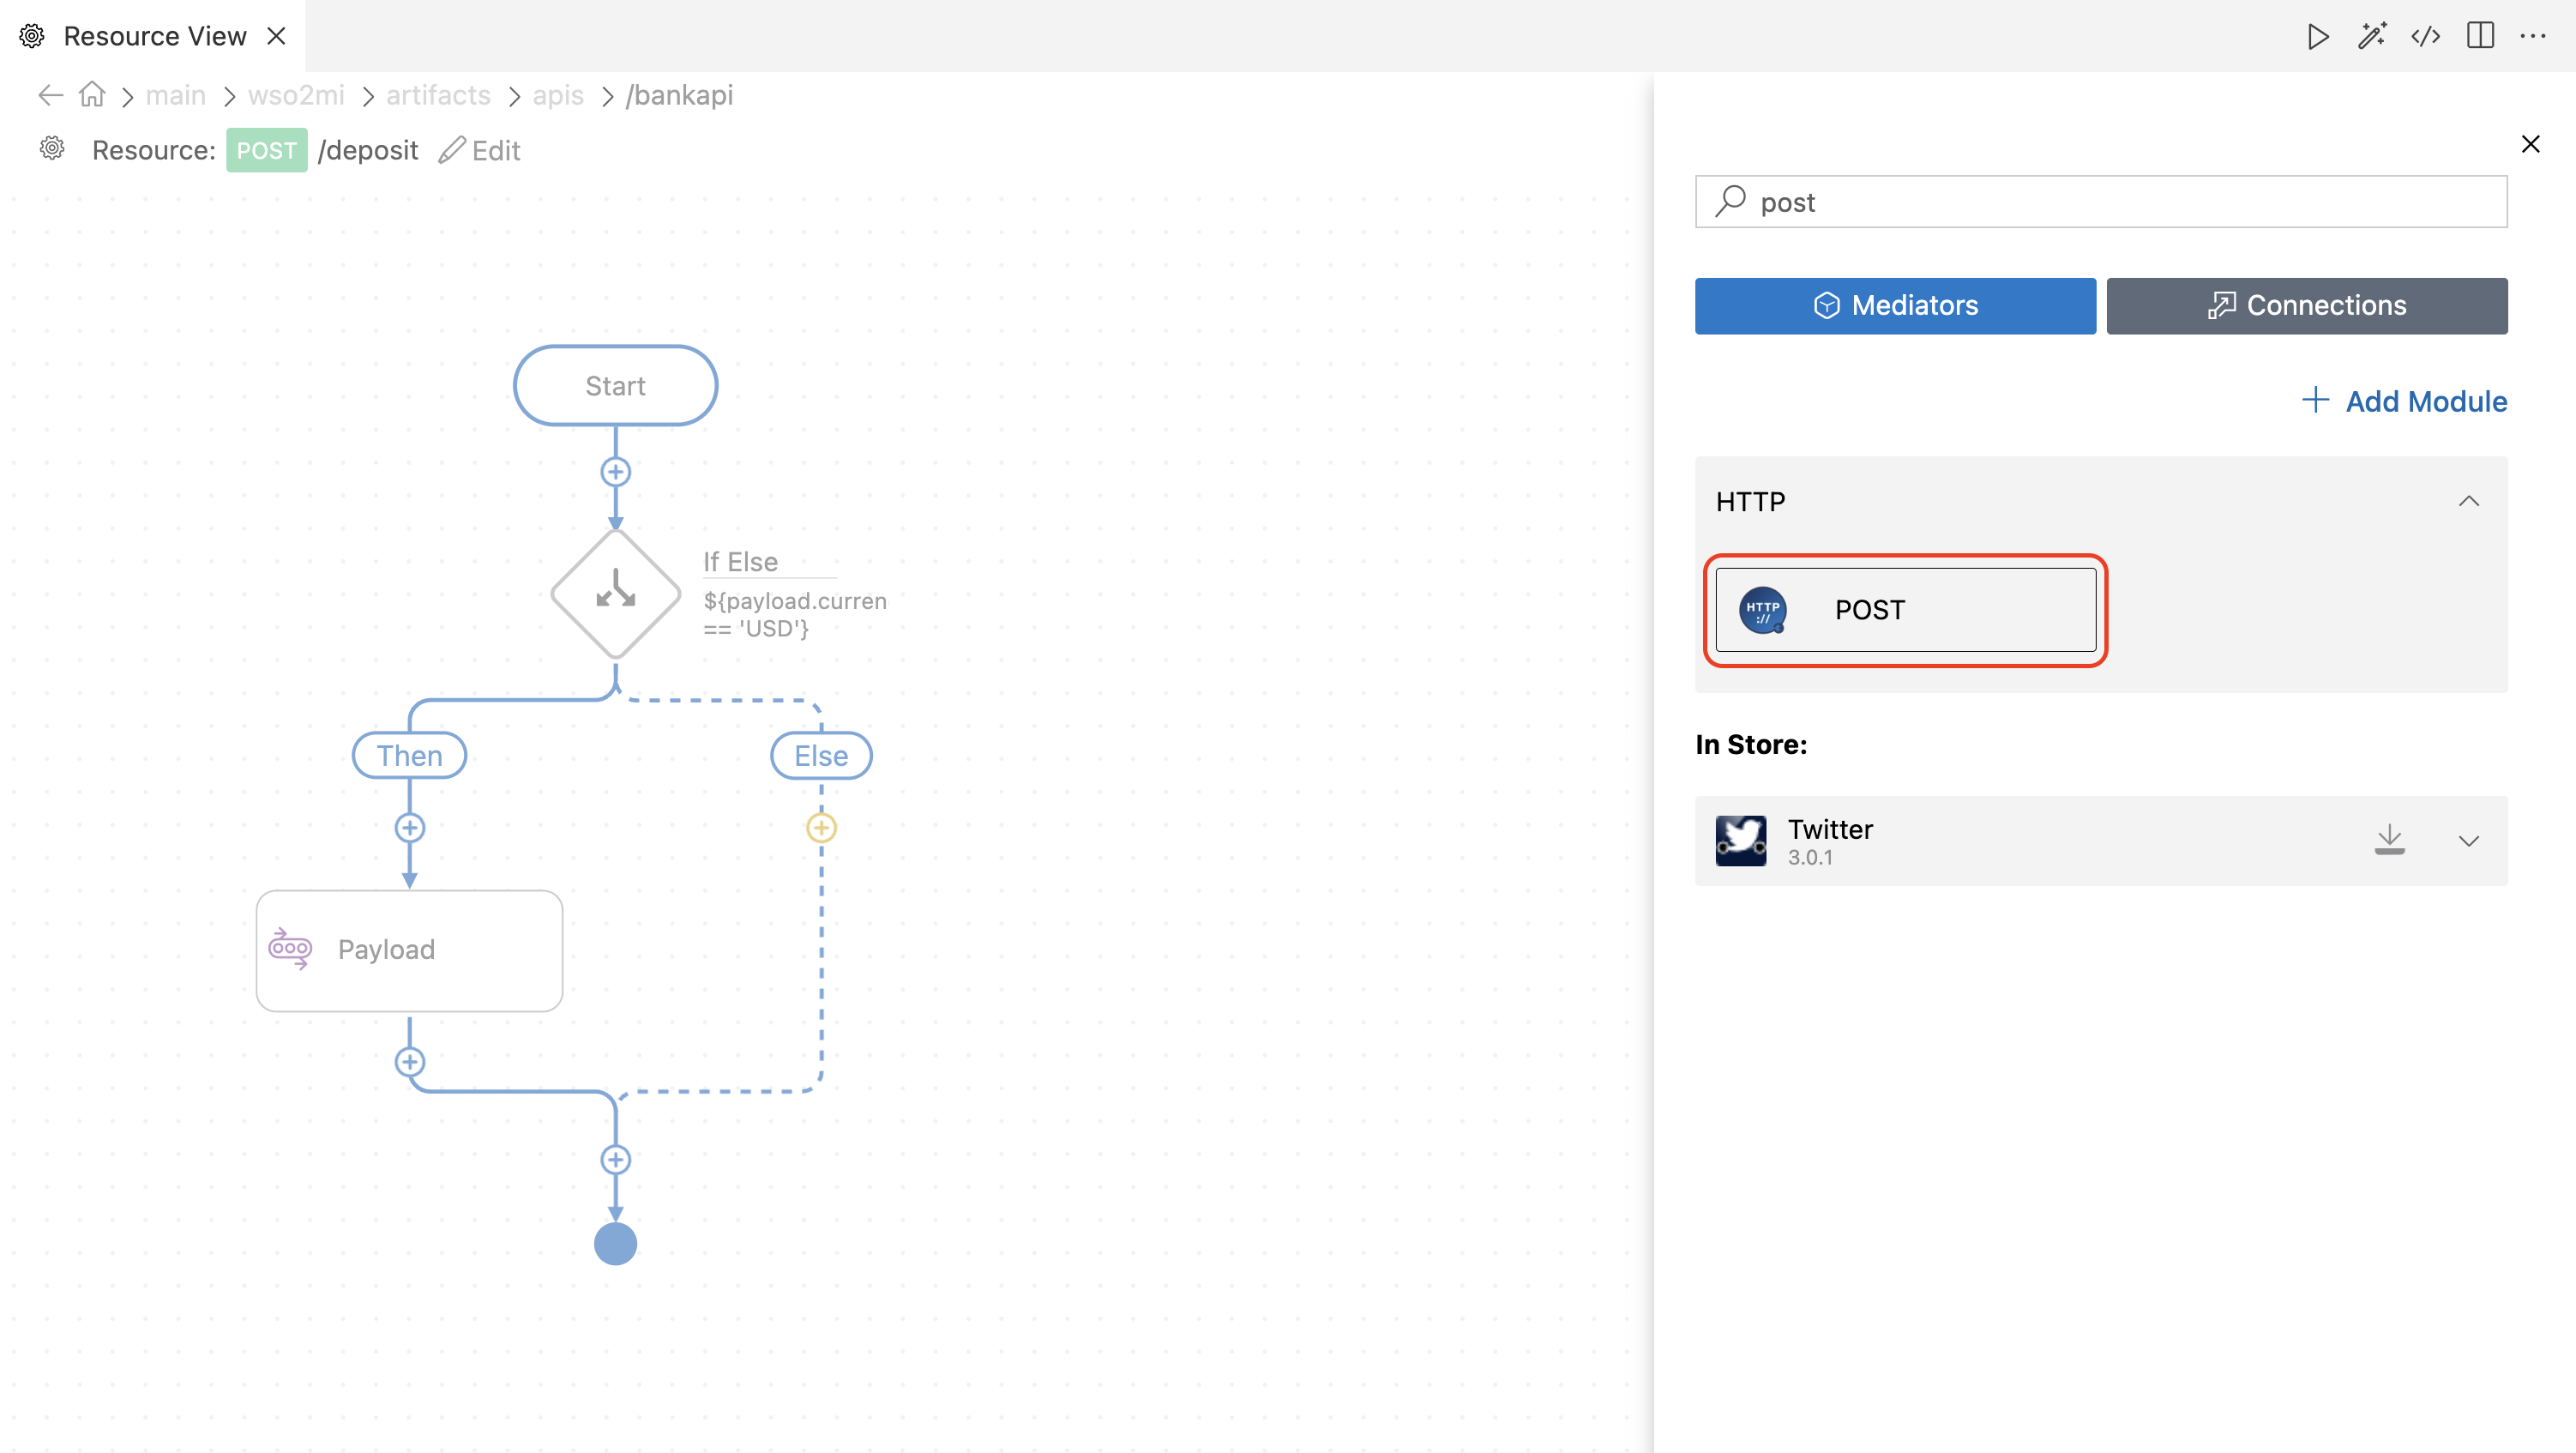 Resource View
main > wso2mi > artifacts > apis > /bankapi
Resource: POST /deposit Edit
Start
If Else
${payload.curren
== 'USD'}
Then
Else
Payload
post
Mediators
Connections
+ Add Module
HTTP
HTTP
://
POST
In Store:
Twitter
3.0.1